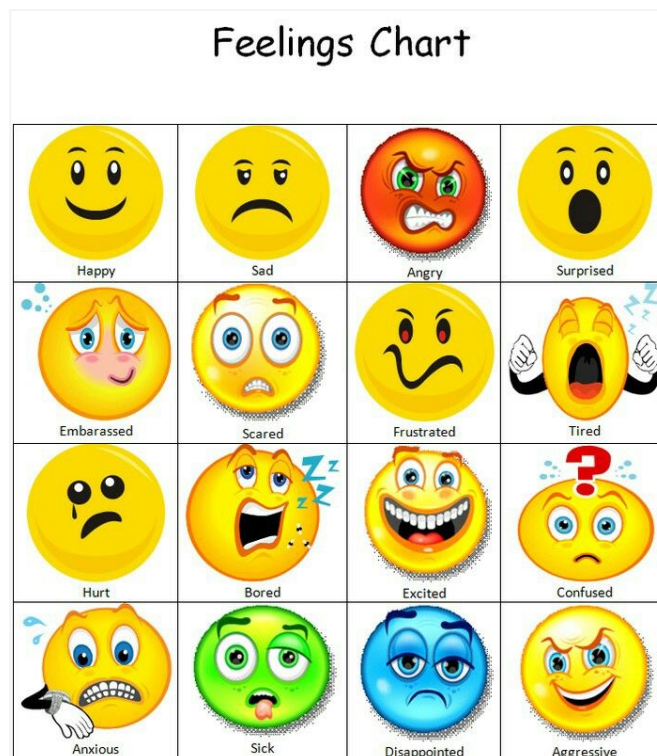 Feelings Chart
Happy Sad Angry Surprised
Embarassed Scared Frustrated Tired
Hurt Bored Excited Confused
Anxious Sick Disappointed Aggressive